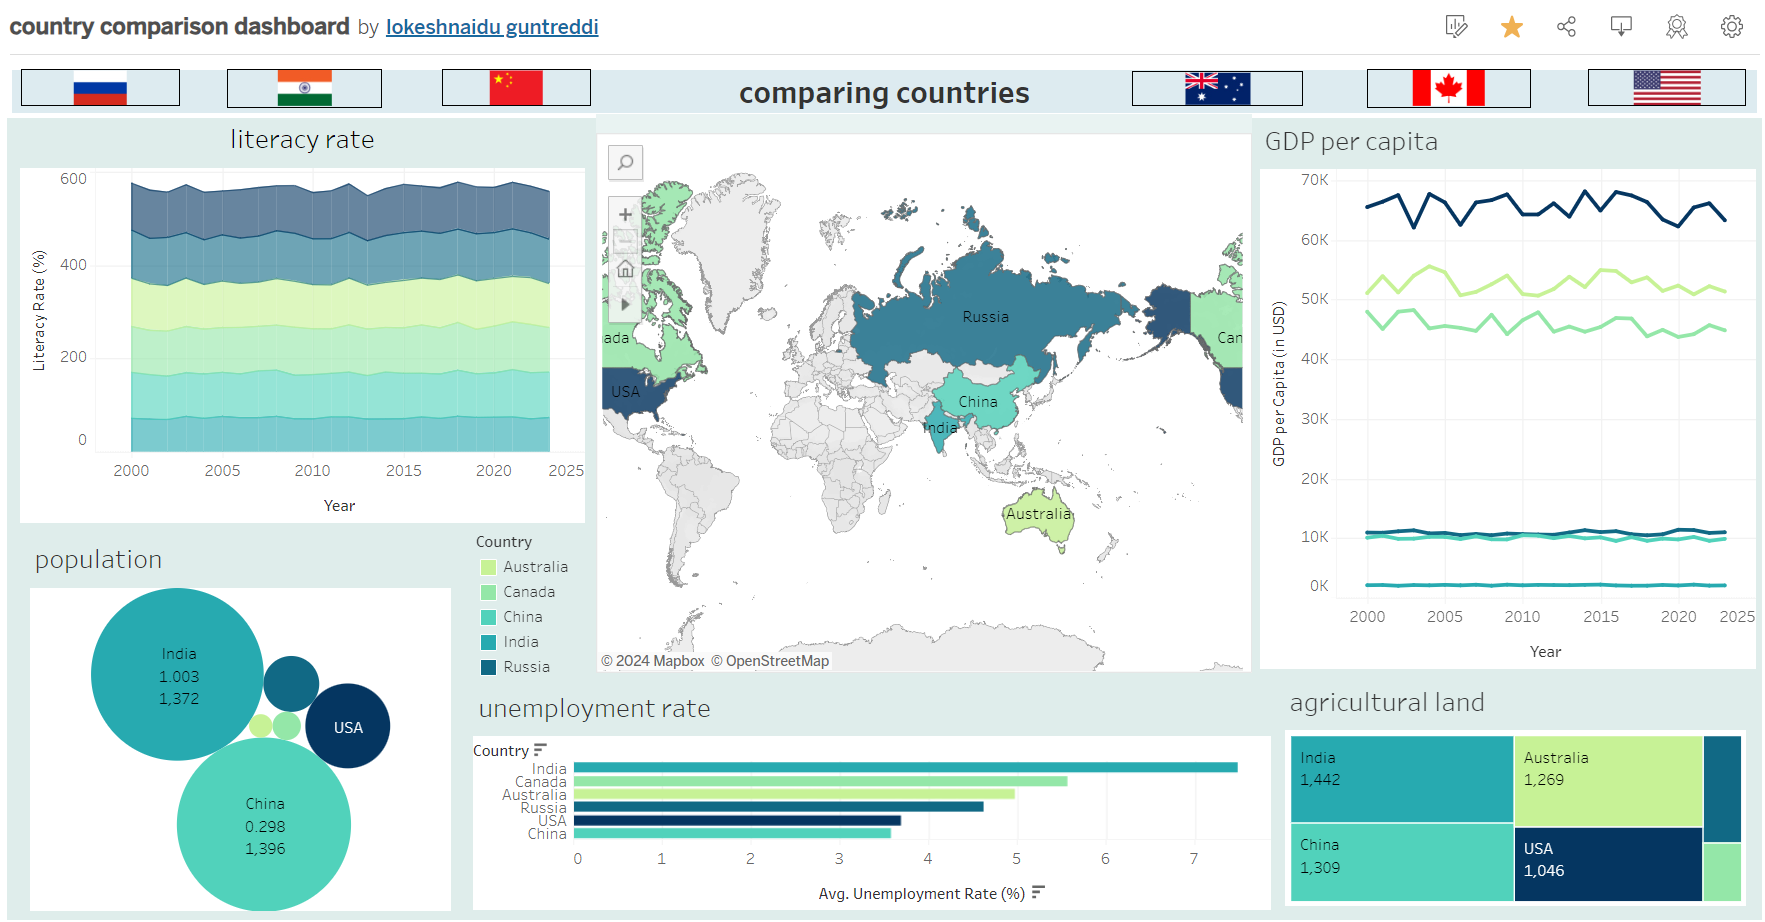 country comparison dashboard by lokeshnaidu guntreddi
comparing countries
literacy rate
600
400
200
0
Literacy Rate (%)
2000 2005 2010 2015 2020 2025
Year
population
India
1.003
1,372
USA
China
0.298
1,396
Country
Australia
Canada
China
India
Russia
ada
USA
Russia
China
India
Australia
Can
© 2024 Mapbox © OpenStreetMap
GDP per capita
70K
60K
50K
40K
30K
20K
10K
0K
GDP per Capita (in USD)
2000 2005 2010 2015 2020 2025
Year
unemployment rate
Country
India
Canada
Australia
Russia
USA
China
0 1 2 3 4 5 6 7
Avg. Unemployment Rate (%)
agricultural land
India
1,442
Australia
1,269
China
1,309
USA
1,046